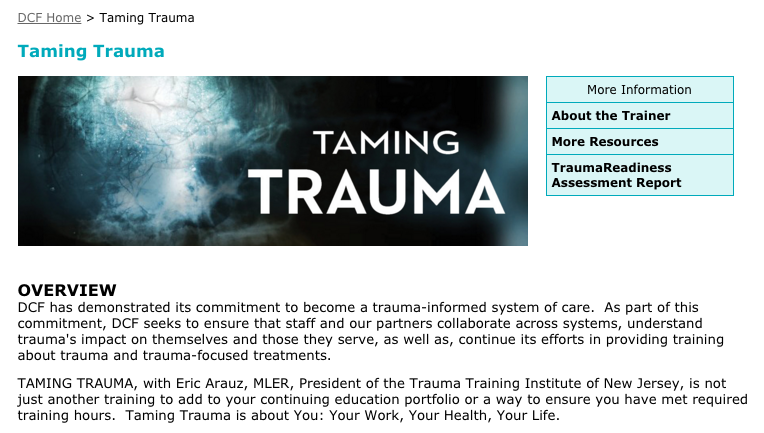 DCF Home > Taming Trauma
Taming Trauma
TAMING
TRAUMA
More Information
About the Trainer
More Resources
TraumaReadiness
Assessment Report
OVERVIEW
DCF has demonstrated its commitment to become a trauma-informed system of care.  As part of this
commitment, DCF seeks to ensure that staff and our partners collaborate across systems, understand
trauma's impact on themselves and those they serve, as well as, continue its efforts in providing training
about trauma and trauma-focused treatments.
TAMING TRAUMA, with Eric Arauz, MLER, President of the Trauma Training Institute of New Jersey, is not
just another training to add to your continuing education portfolio or a way to ensure you have met required
training hours.  Taming Trauma is about You: Your Work, Your Health, Your Life.